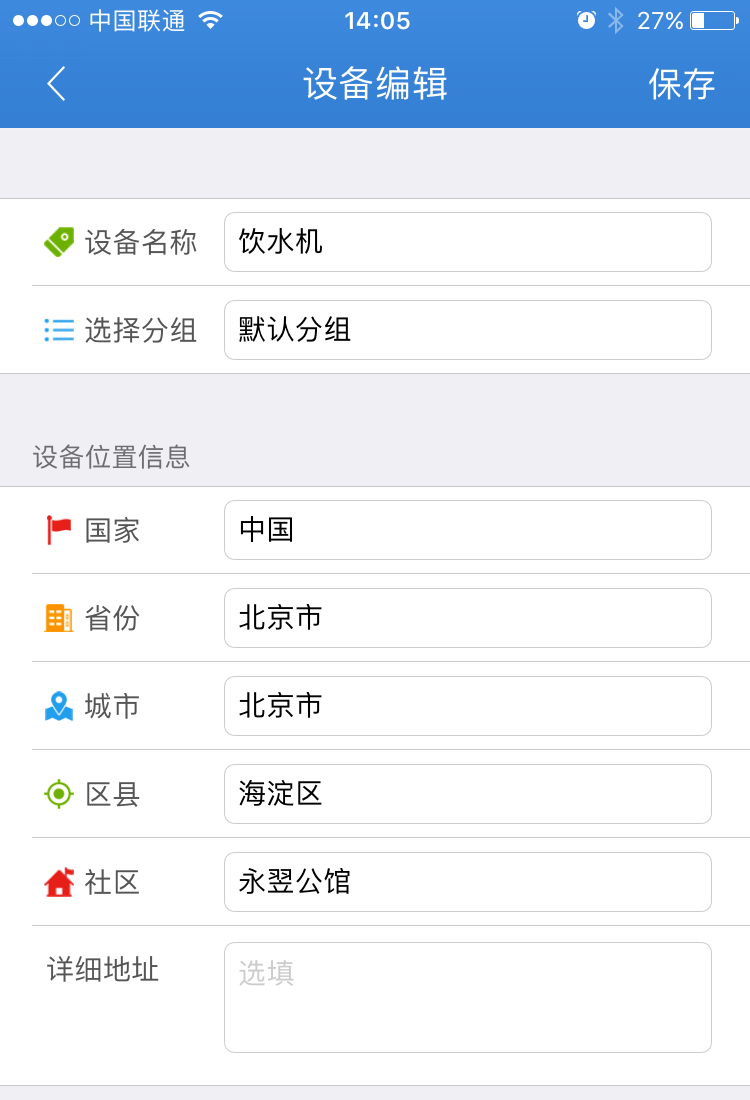 中国联通 14:05 27%
设备编辑 保存
设备名称 饮水机
选择分组 默认分组
设备位置信息
国家 中国
省份 北京市
城市 北京市
区县 海淀区
社区 永翌公馆
详细地址 选填